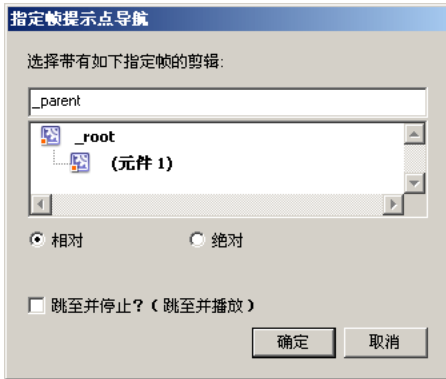 指定帧提示点导航
选择带有如下指定帧的剪辑:
_parent
_root
(元件 1)
相对 绝对
跳至并停止?(跳至并播放)
确定 取消